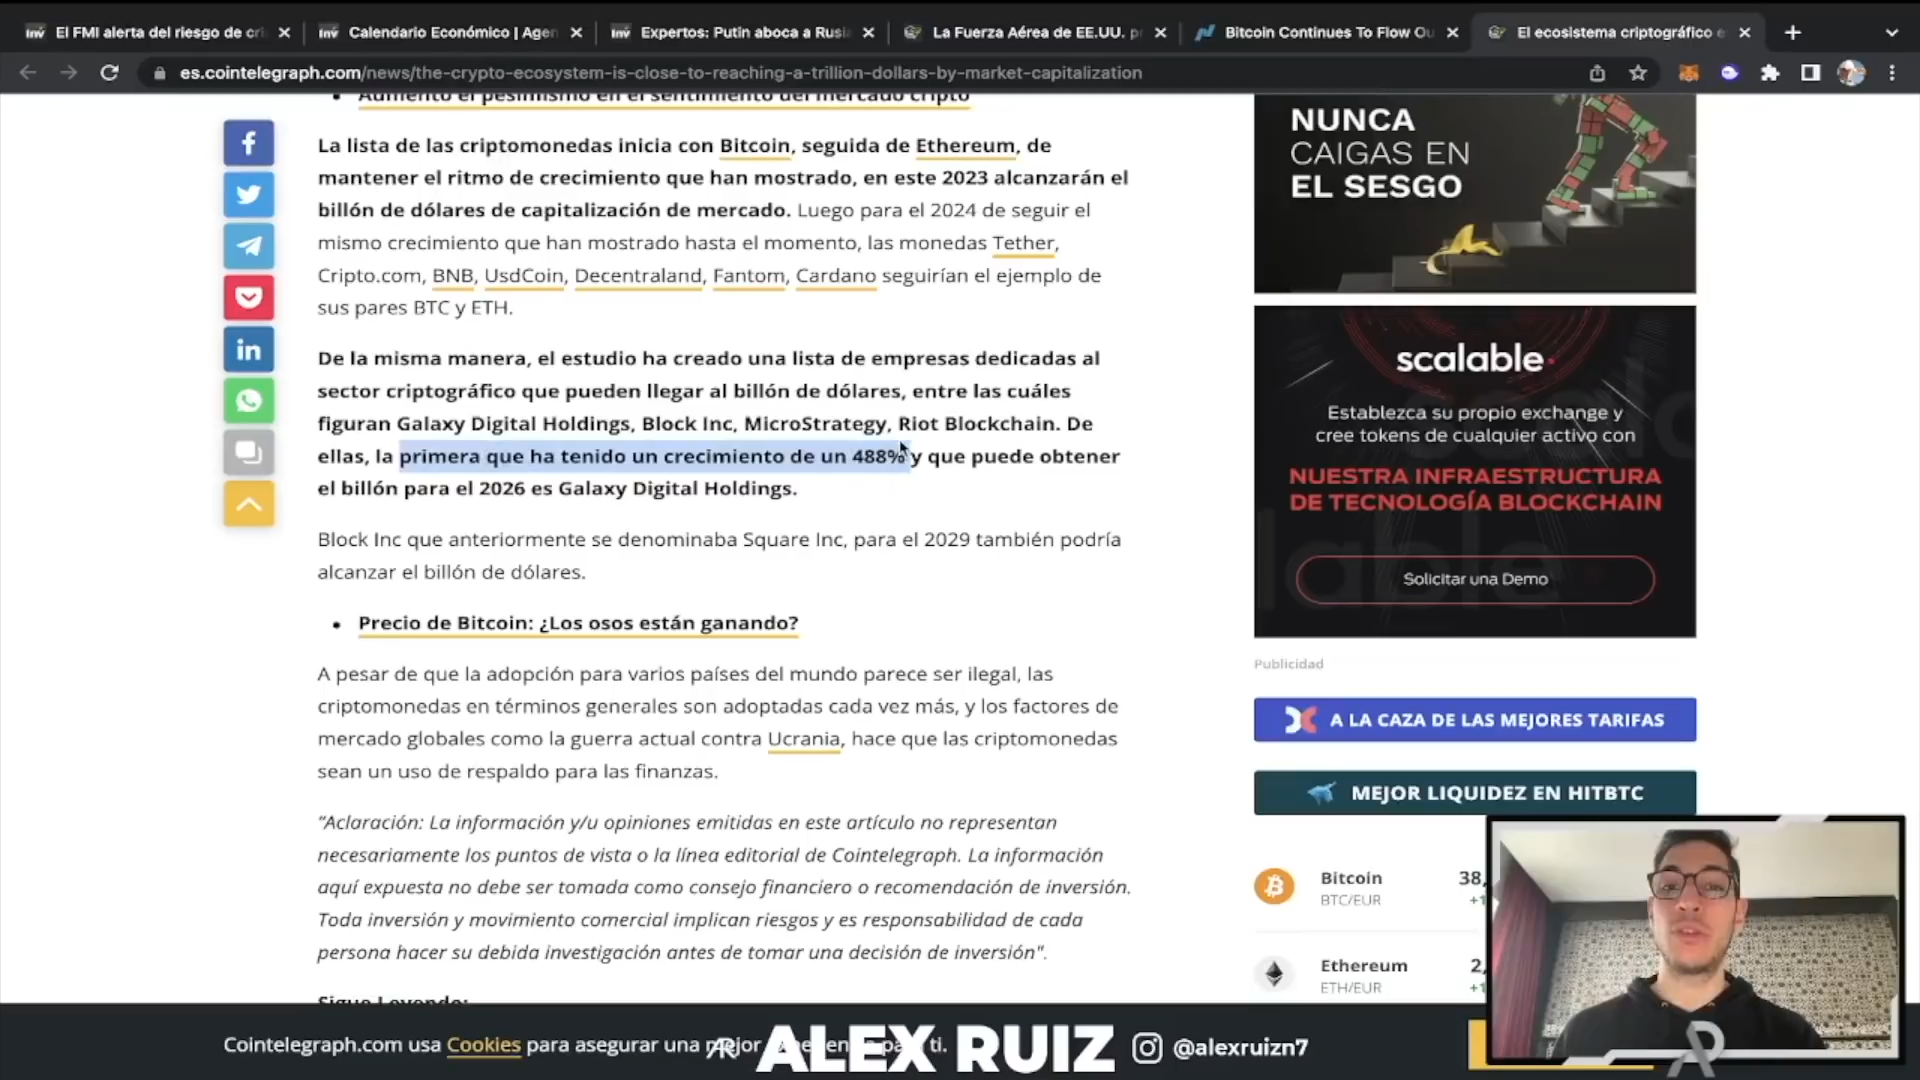 El FMI alerta del riesgo de cri
Calendario Económico | Agen
Expertos: Putin aboca a Rusi
La Fuerza Aérea de EE.UU. p
Bitcoin Continues To Flow Ou
El ecosistema criptográfico e
es.cointelegraph.com/news/the-crypto-ecosystem-is-close-to-reaching-a-trillion-dollars-by-market-capitalization
• Aumentó el pesimismo en el sentimiento del mercado cripto
La lista de las criptomonedas inicia con Bitcoin, seguida de Ethereum, de
mantener el ritmo de crecimiento que han mostrado, en este 2023 alcanzarán el
billón de dólares de capitalización de mercado. Luego para el 2024 de seguir el
mismo crecimiento que han mostrado hasta el momento, las monedas Tether,
Cripto.com, BNB, UsdCoin, Decentraland, Fantom, Cardano seguirían el ejemplo de
sus pares BTC y ETH.
De la misma manera, el estudio ha creado una lista de empresas dedicadas al
sector criptográfico que pueden llegar al billón de dólares, entre las cuáles
figuran Galaxy Digital Holdings, Block Inc, MicroStrategy, Riot Blockchain. De
ellas, la primera que ha tenido un crecimiento de un 488% y que puede obtener
el billón para el 2026 es Galaxy Digital Holdings.
Block Inc que anteriormente se denominaba Square Inc, para el 2029 también podría
alcanzar el billón de dólares.
• Precio de Bitcoin: ¿Los osos están ganando?
A pesar de que la adopción para varios países del mundo parece ser ilegal, las
criptomonedas en términos generales son adoptadas cada vez más, y los factores de
mercado globales como la guerra actual contra Ucrania, hace que las criptomonedas
sean un uso de respaldo para las finanzas.
"Aclaración: La información y/u opiniones emitidas en este artículo no representan
necesariamente los puntos de vista o la línea editorial de Cointelegraph. La información
aquí expuesta no debe ser tomada como consejo financiero o recomendación de inversión.
Toda inversión y movimiento comercial implican riesgos y es responsabilidad de cada
persona hacer su debida investigación antes de tomar una decisión de inversión".
Sigue Leyendo:
NUNCA
CAIGAS EN
EL SESGO
scalable
Establezca su propio exchange y
cree tokens de cualquier activo con
NUESTRA INFRAESTRUCTURA
DE TECNOLOGÍA BLOCKCHAIN
Solicitar una Demo
Publicidad
A LA CAZA DE LAS MEJORES TARIFAS
MEJOR LIQUIDEZ EN HITBTC
Bitcoin 38,
BTC/EUR +1
Ethereum 2,
ETH/EUR +1
Cointelegraph.com usa Cookies para asegurar una mejor
ti.
ALEX RUIZ @alexruizn7